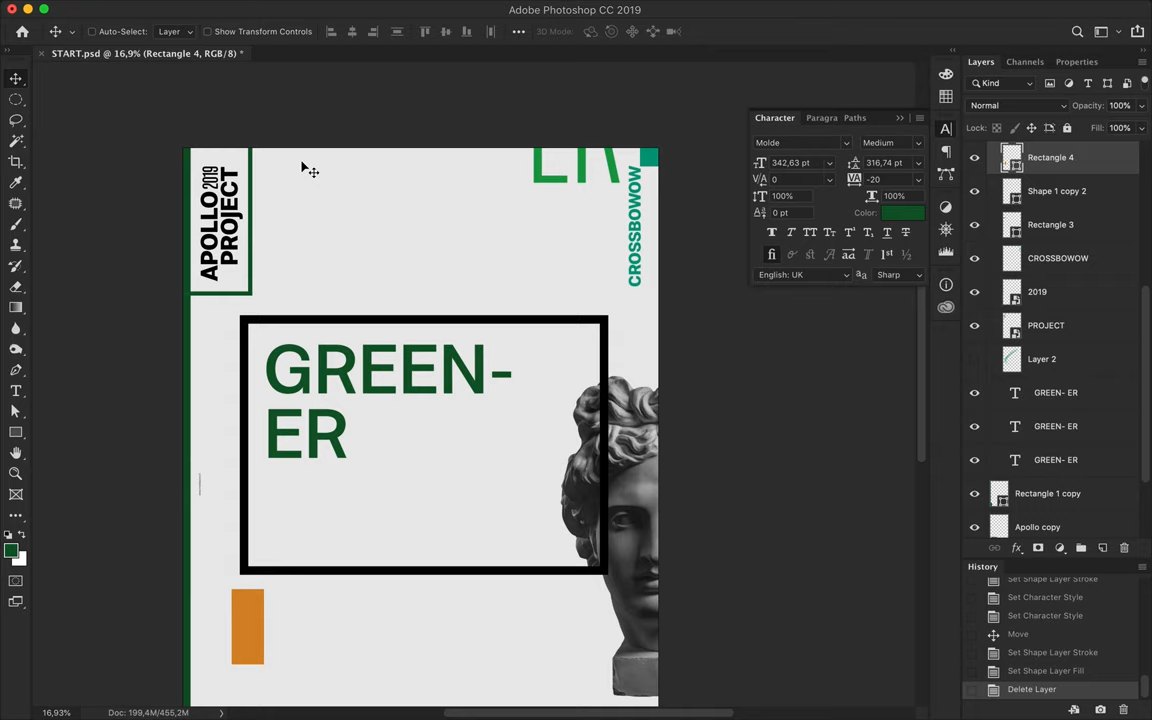 Adobe Photoshop CC 2019
Auto-Select:
Layer
Show Transform Controls
3D Mode:
START.psd @ 16,9% (Rectangle 4, RGB/8) *
APOLLO 2019
PROJECT
ER
CROSSBOWOW
GREEN-
ER
Character
Paragra
Paths
Molde
Medium
342,63 pt
316,74 pt
0
-20
100%
100%
0 pt
Color:
English: UK
Sharp
Layers
Channels
Properties
Kind
Normal
Opacity: 100%
Lock:
Fill: 100%
Rectangle 4
Shape 1 copy 2
Rectangle 3
CROSSBOWOW
2019
PROJECT
Layer 2
GREEN- ER
GREEN- ER
GREEN- ER
Rectangle 1 copy
Apollo copy
History
Set Shape Layer Stroke
Set Character Style
Set Character Style
Move
Set Shape Layer Stroke
Set Shape Layer Fill
Delete Layer
16,93%
Doc: 199,4M/455,2M